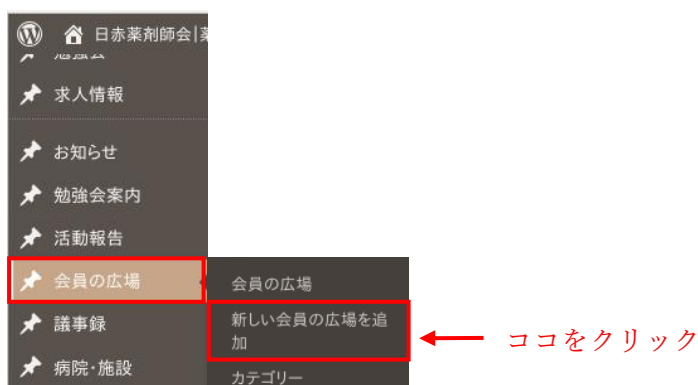 日赤薬剤師会|薬
勉強会
求人情報
お知らせ
勉強会案内
活動報告
会員の広場
会員の広場
新しい会員の広場を追
加
ココをクリック
議事録
病院・施設
カテゴリー